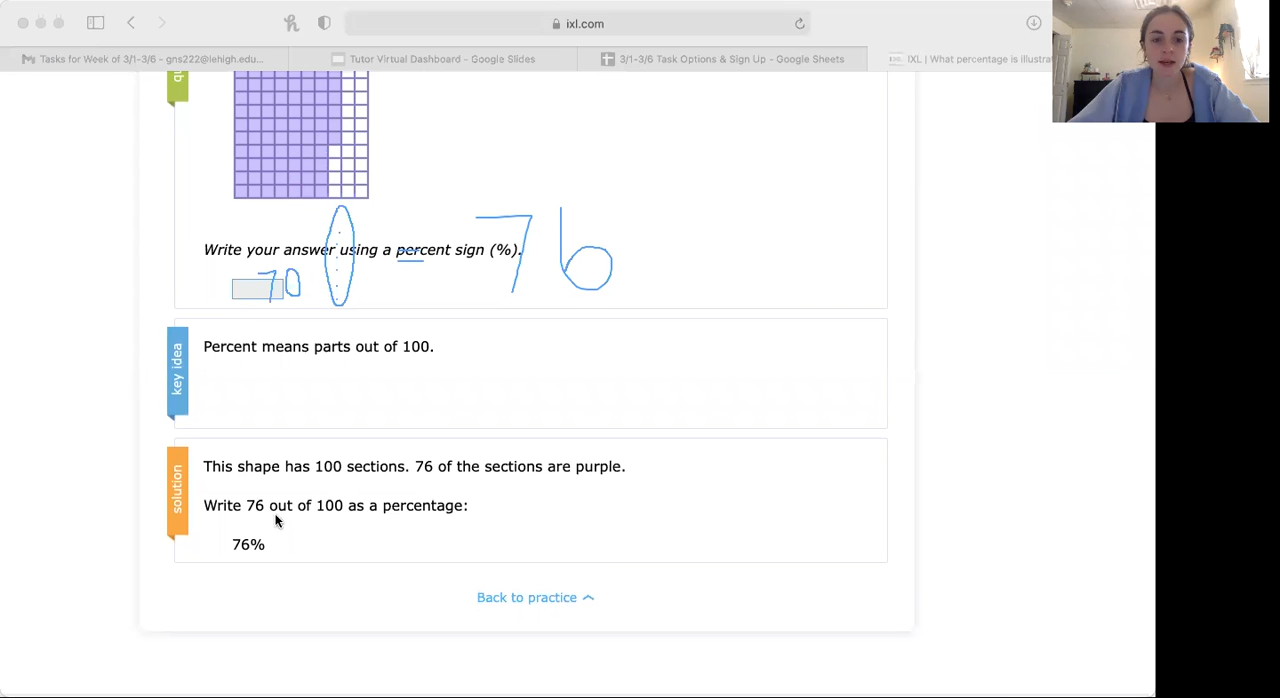 ixl.com
Tasks for Week of 3/1-3/6 - gns222@lehigh.edu...
Tutor Virtual Dashboard - Google Slides
3/1-3/6 Task Options & Sign Up - Google Sheets
IXL | What percentage is illustrat
qu
Write your answer using a percent sign (%).
76
70
key idea
Percent means parts out of 100.
solution
This shape has 100 sections. 76 of the sections are purple.
Write 76 out of 100 as a percentage:
76%
Back to practice